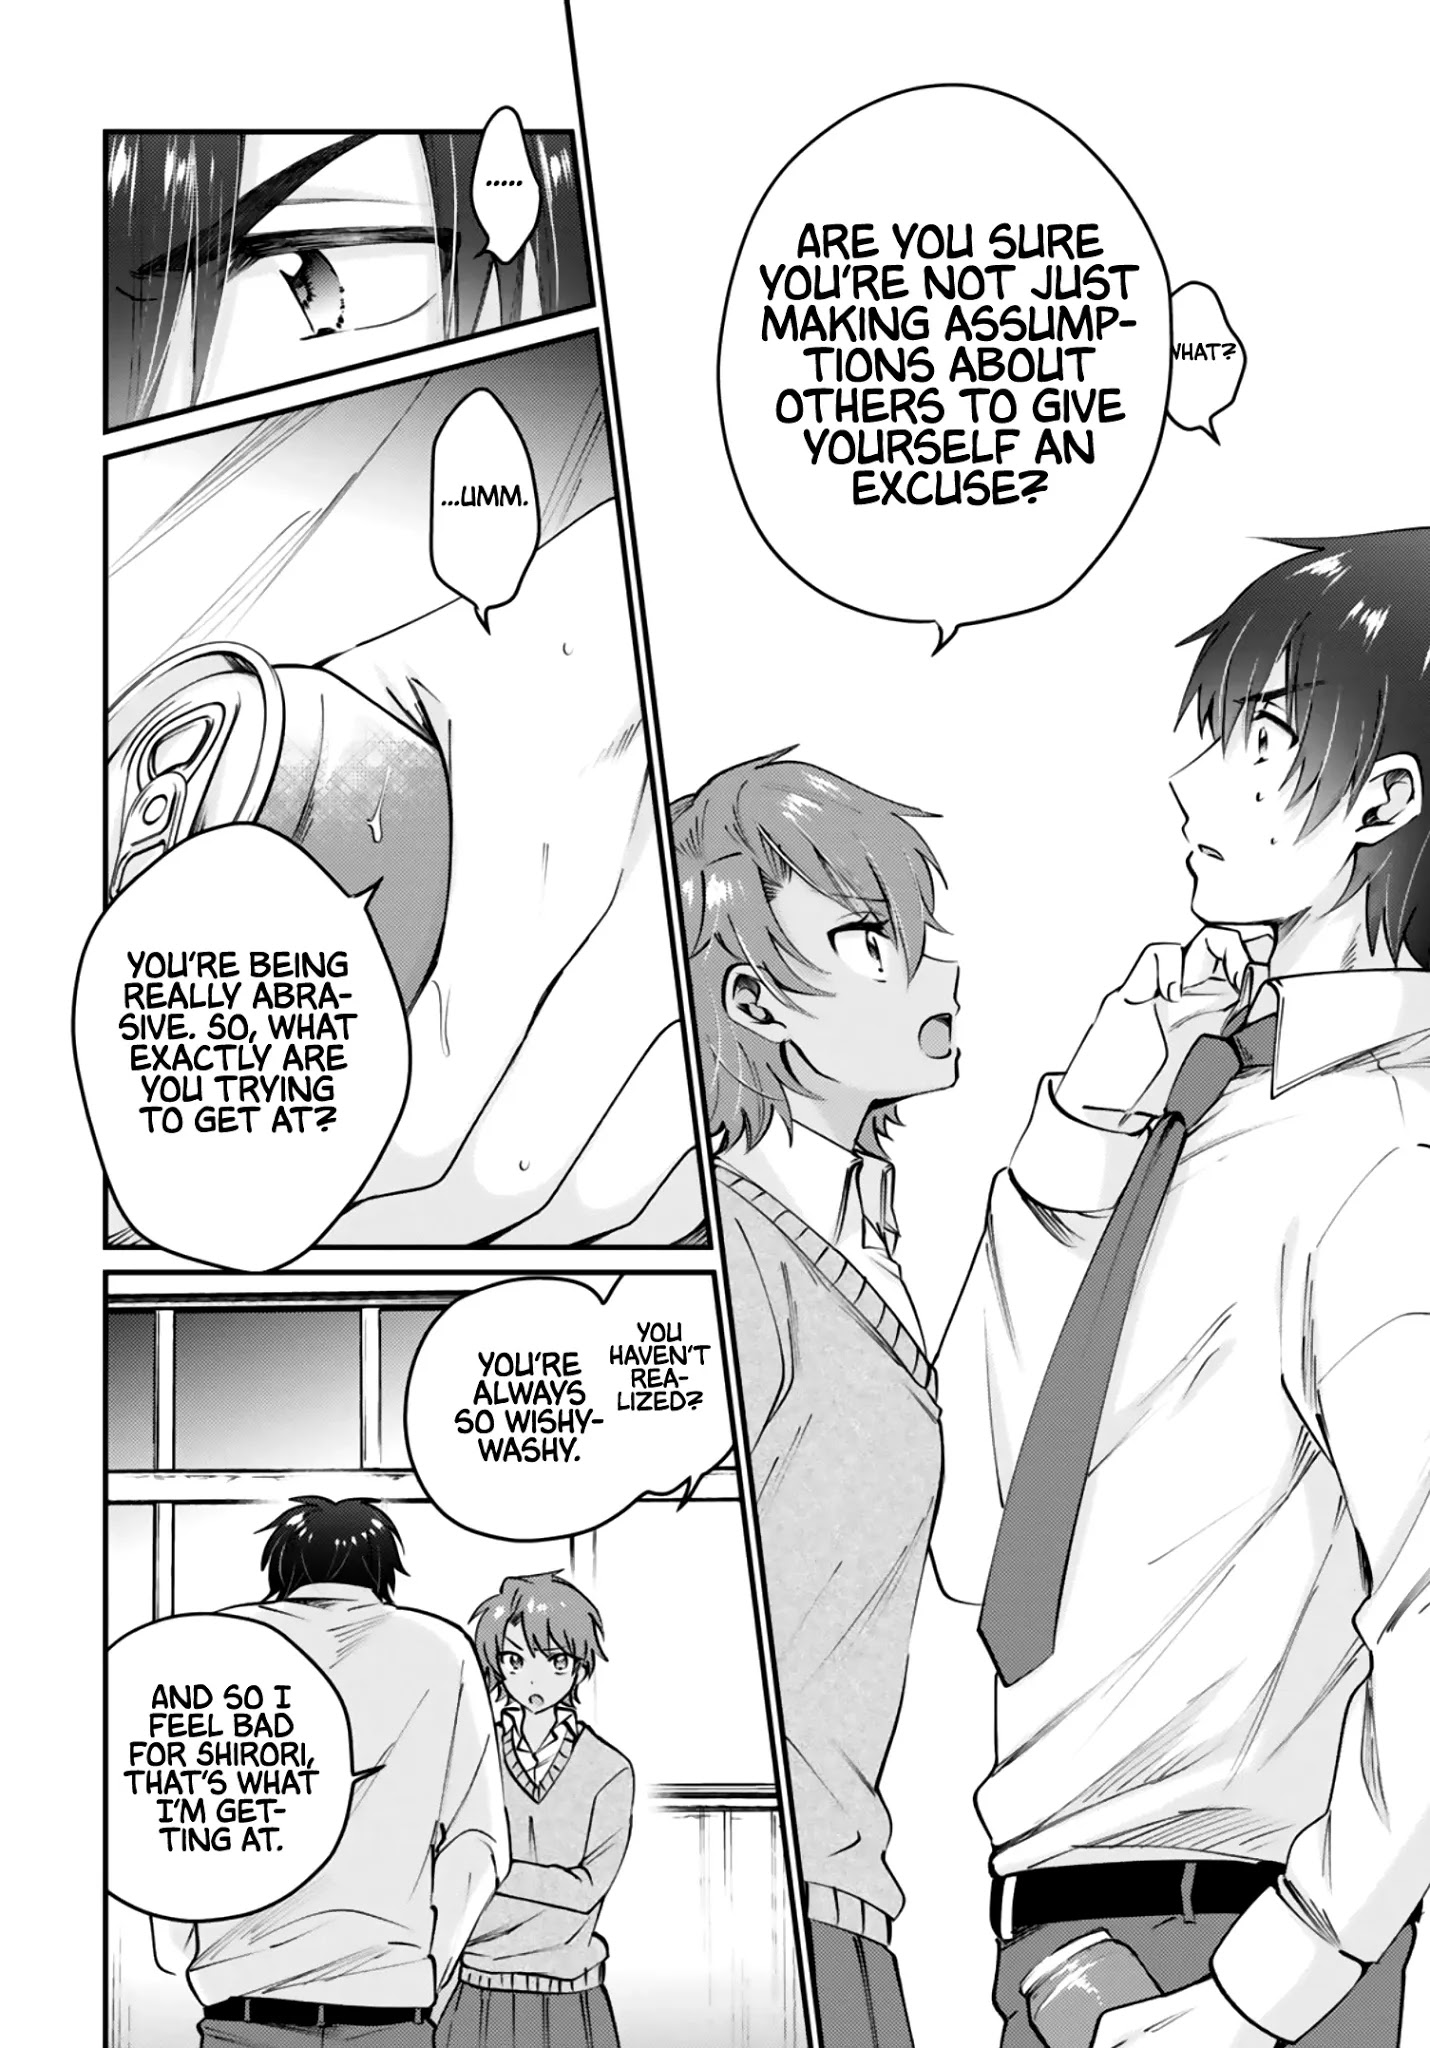 WHAT?
ARE YOU SURE
YOU'RE NOT JUST
MAKING ASSUMP-
TIONS ABOUT
OTHERS TO GIVE
YOURSELF AN
EXCUSE?
.....
...UMM.
YOU'RE BEING
REALLY ABRA-
SIVE. SO, WHAT
EXACTLY ARE
YOU TRYING
TO GET AT?
YOU
HAVEN'T
REA-
LIZED?
YOU'RE
ALWAYS
SO WISHY-
WASHY.
AND SO I
FEEL BAD
FOR SHIRORI,
THAT'S WHAT
I'M GET-
TING AT.